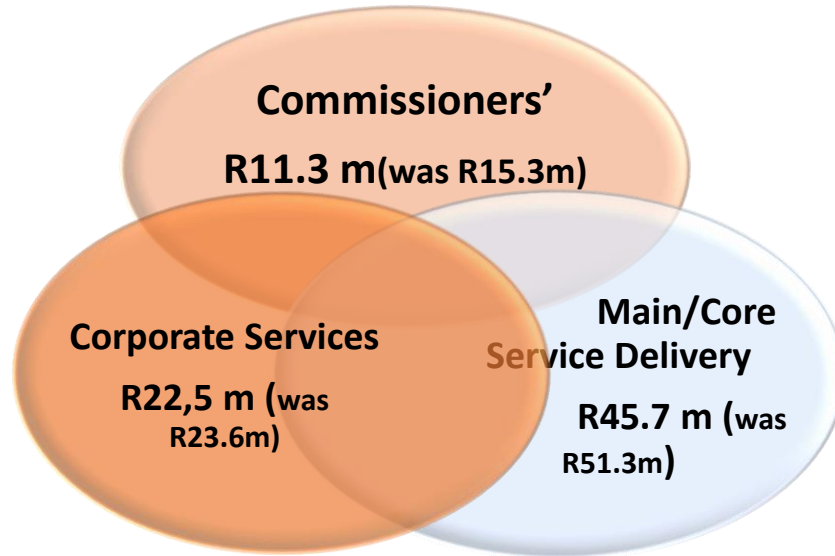 Commissioners’
R11.3 m(was R15.3m)
Corporate Services
R22,5 m (was
R23.6m)
Main/Core
Service Delivery
R45.7 m (was
R51.3m)